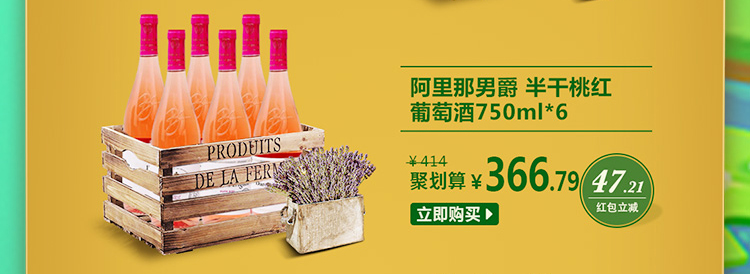 阿里那男爵 半干桃红
葡萄酒750ml*6
¥414
聚划算¥366.79
47.21
红包立减
立即购买
PRODUITS
DE LA FERME